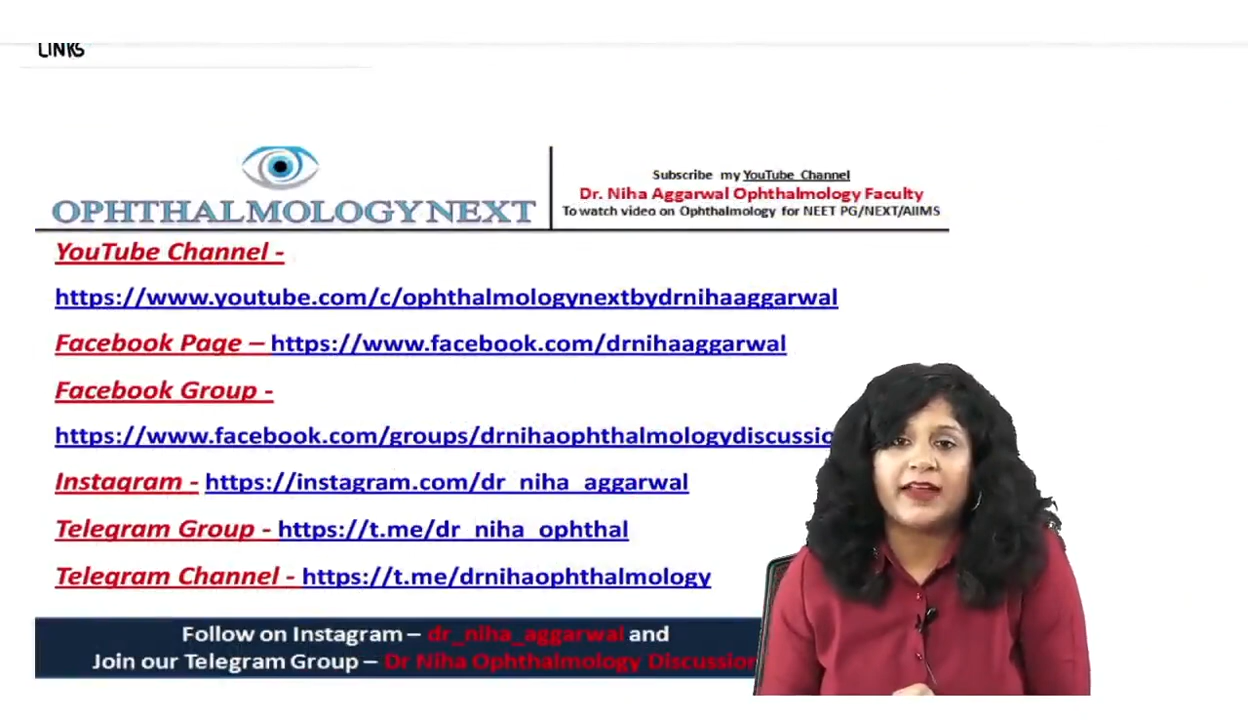 LINKS
OPHTHALMOLOGYNEXT
Subscribe my YouTube Channel
Dr. Niha Aggarwal Ophthalmology Faculty
To watch video on Ophthalmology for NEET PG/NEXT/AIIMS
YouTube Channel -
https://www.youtube.com/c/ophthalmologynextbydrnihaaggarwal
Facebook Page – https://www.facebook.com/drnihaaggarwal
Facebook Group -
https://www.facebook.com/groups/drnihaophthalmologydiscussio
Instagram - https://instagram.com/dr_niha_aggarwal
Telegram Group - https://t.me/dr_niha_ophthal
Telegram Channel - https://t.me/drnihaophthalmology
Follow on Instagram – dr_niha_aggarwal and
Join our Telegram Group – Dr Niha Ophthalmology Discussion